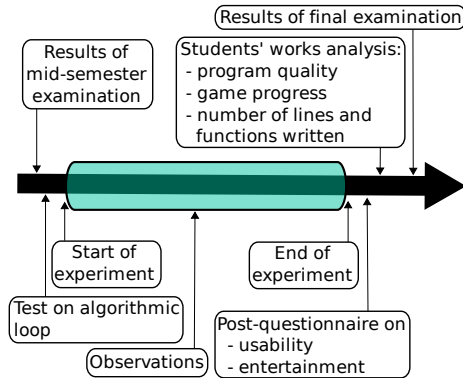 Results of final examination
Results of
mid-semester
examination
Students' works analysis:
- program quality
- game progress
- number of lines and
functions written
Start of
experiment
End of
experiment
Test on algorithmic
loop
Observations
Post-questionnaire on
- usability
- entertainment